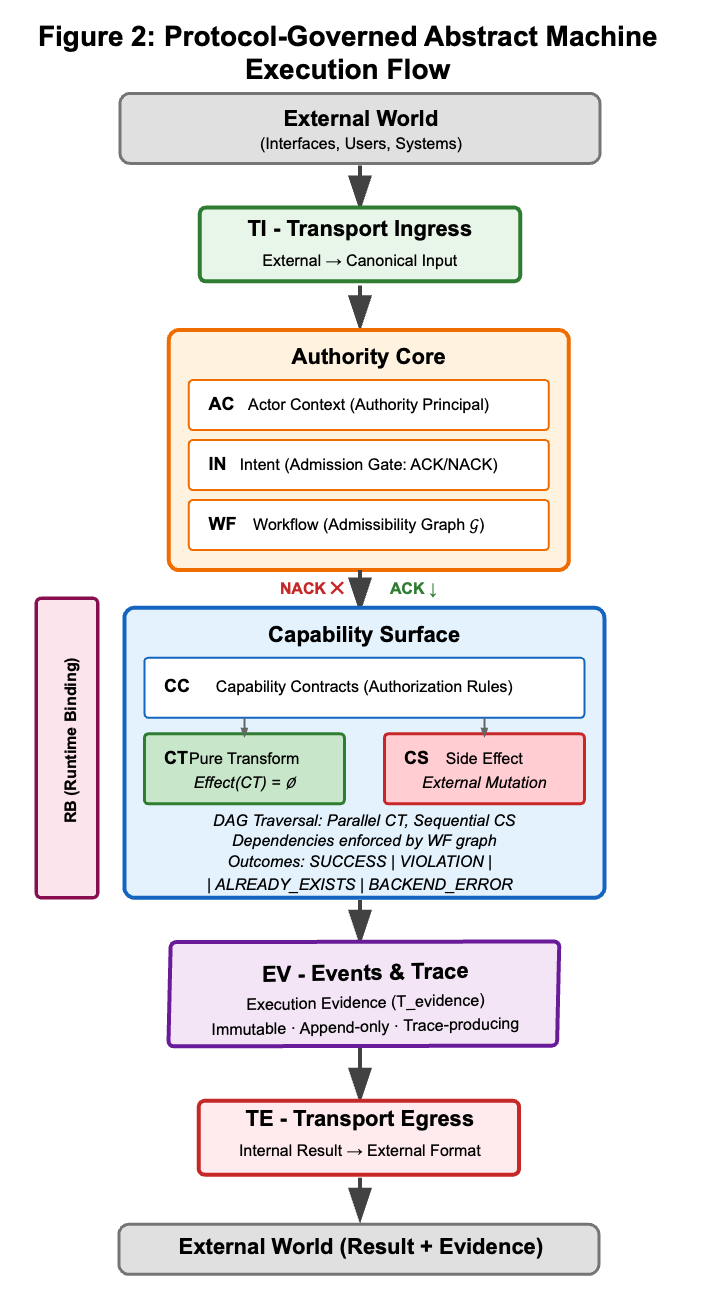 Figure 2: Protocol-Governed Abstract Machine
Execution Flow
External World
(Interfaces, Users, Systems)
TI - Transport Ingress
External → Canonical Input
Authority Core
AC Actor Context (Authority Principal)
IN Intent (Admission Gate: ACK/NACK)
WF Workflow (Admissibility Graph 𝒢)
NACK ✕ ACK ↓
RB (Runtime Binding)
Capability Surface
CC Capability Contracts (Authorization Rules)
CT Pure Transform
Effect(CT) = ∅
CS Side Effect
External Mutation
DAG Traversal: Parallel CT, Sequential CS
Dependencies enforced by WF graph
Outcomes: SUCCESS | VIOLATION |
| ALREADY_EXISTS | BACKEND_ERROR
EV - Events & Trace
Execution Evidence (T_evidence)
Immutable · Append-only · Trace-producing
TE - Transport Egress
Internal Result → External Format
External World (Result + Evidence)